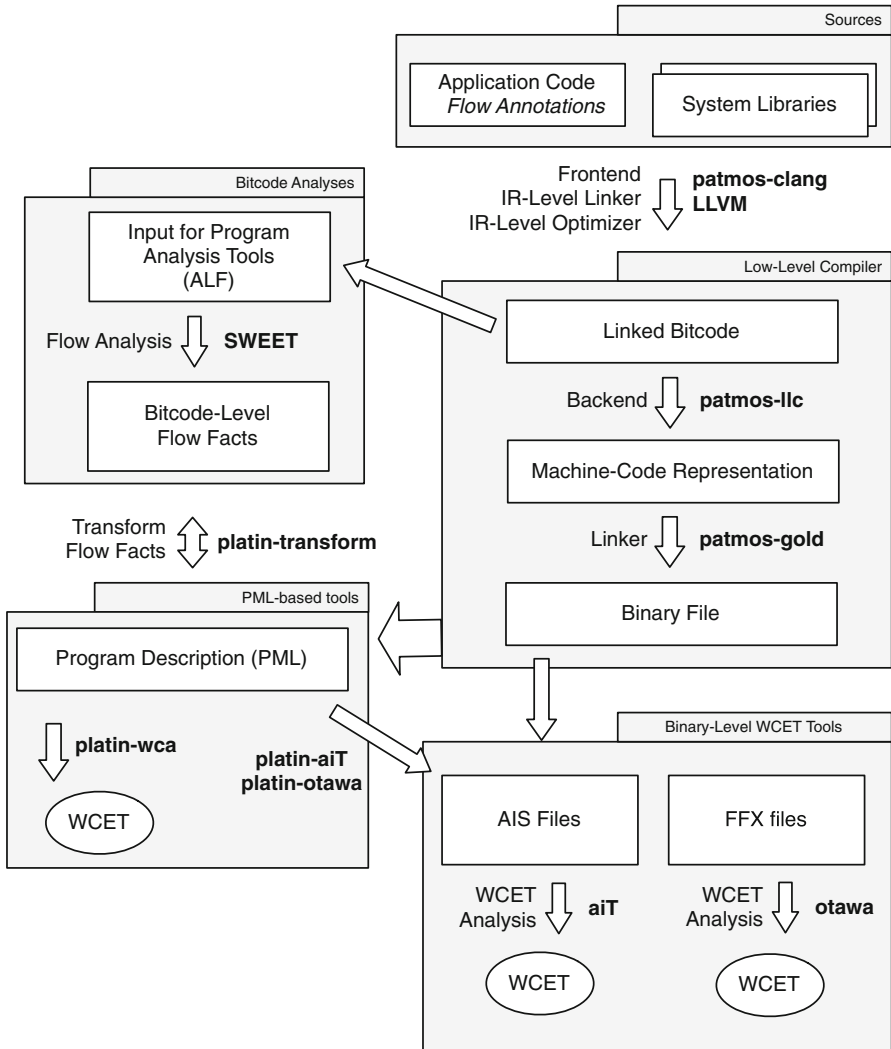 Sources
Application Code
Flow Annotations
System Libraries
Frontend
IR-Level Linker
IR-Level Optimizer
patmos-clang
LLVM
Bitcode Analyses
Input for Program
Analysis Tools
(ALF)
Flow Analysis
SWEET
Bitcode-Level
Flow Facts
Low-Level Compiler
Linked Bitcode
Backend
patmos-llc
Machine-Code Representation
Linker
patmos-gold
Binary File
Transform
Flow Facts
platin-transform
PML-based tools
Program Description (PML)
platin-wca
WCET
platin-aiT
platin-otawa
Binary-Level WCET Tools
AIS Files
WCET
Analysis
aiT
WCET
FFX files
WCET
Analysis
otawa
WCET